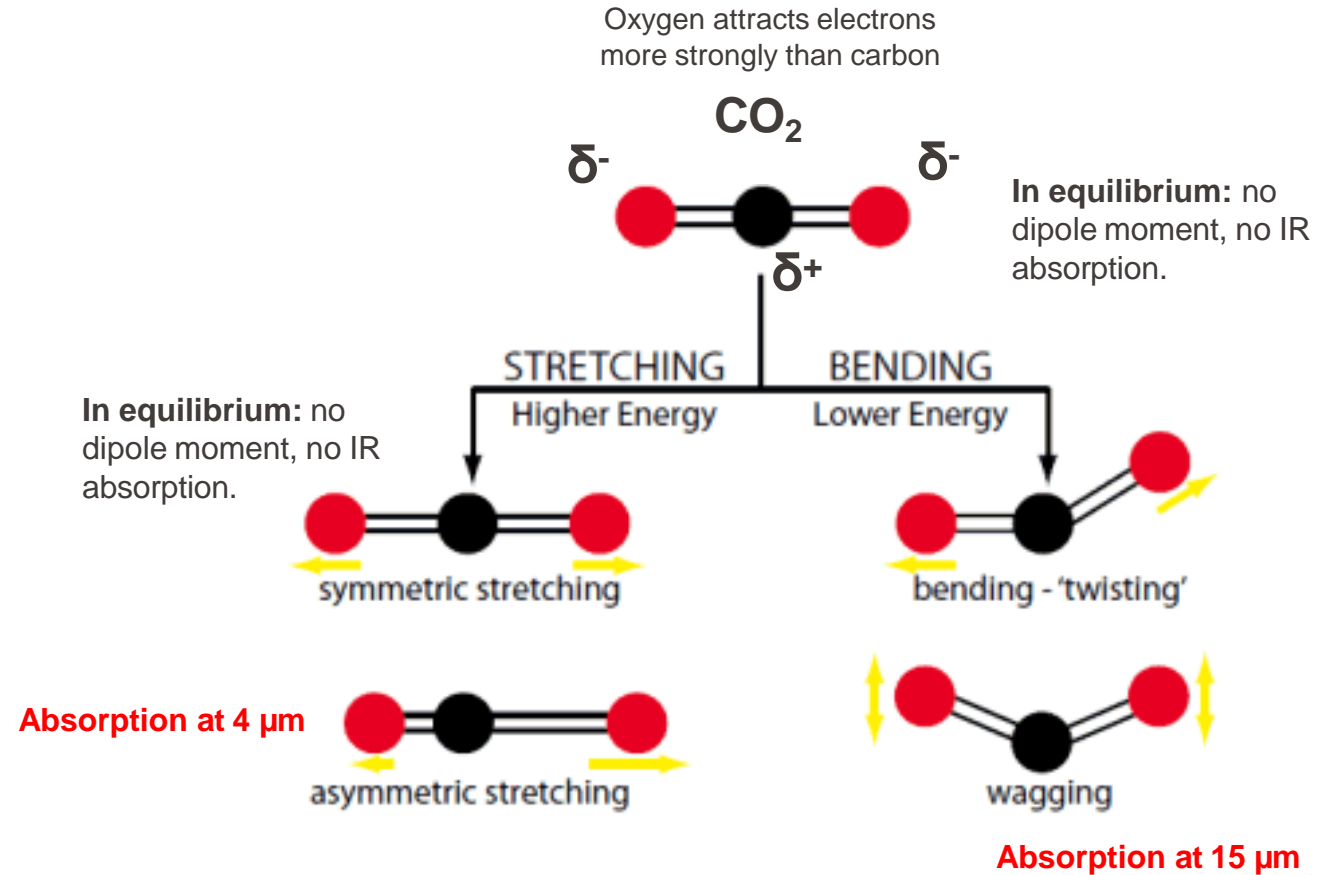 Oxygen attracts electrons
more strongly than carbon
CO₂
δ⁻
δ⁻
In equilibrium: no
dipole moment, no IR
absorption.
δ⁺
STRETCHING
Higher Energy
BENDING
Lower Energy
In equilibrium: no
dipole moment, no IR
absorption.
symmetric stretching
bending - ‘twisting’
Absorption at 4 µm
asymmetric stretching
wagging
Absorption at 15 µm